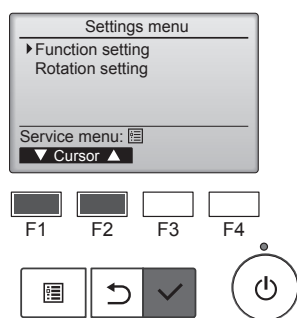 Settings menu
Function setting
Rotation setting
Service menu:
▼ Cursor ▲
F1 F2 F3 F4